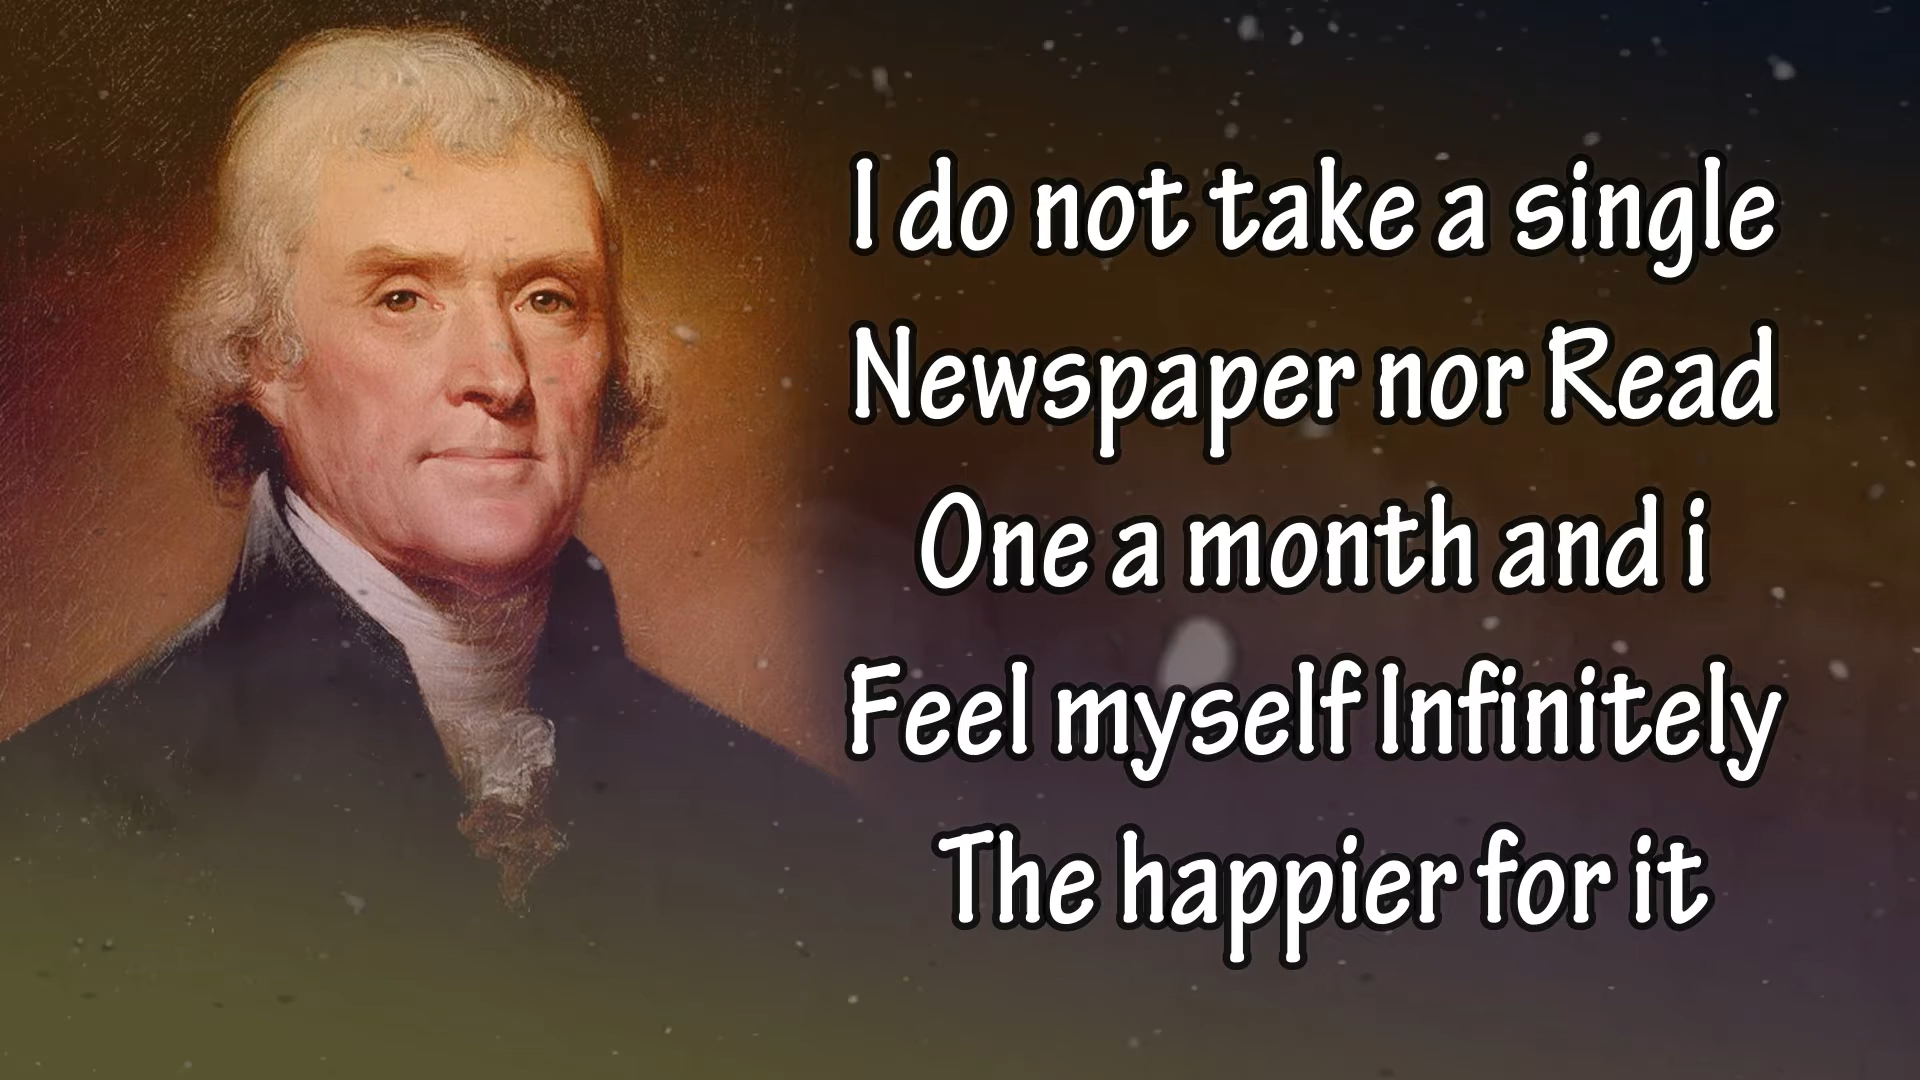 I do not take a single
Newspaper nor Read
One a month and i
Feel myself Infinitely
The happier for it